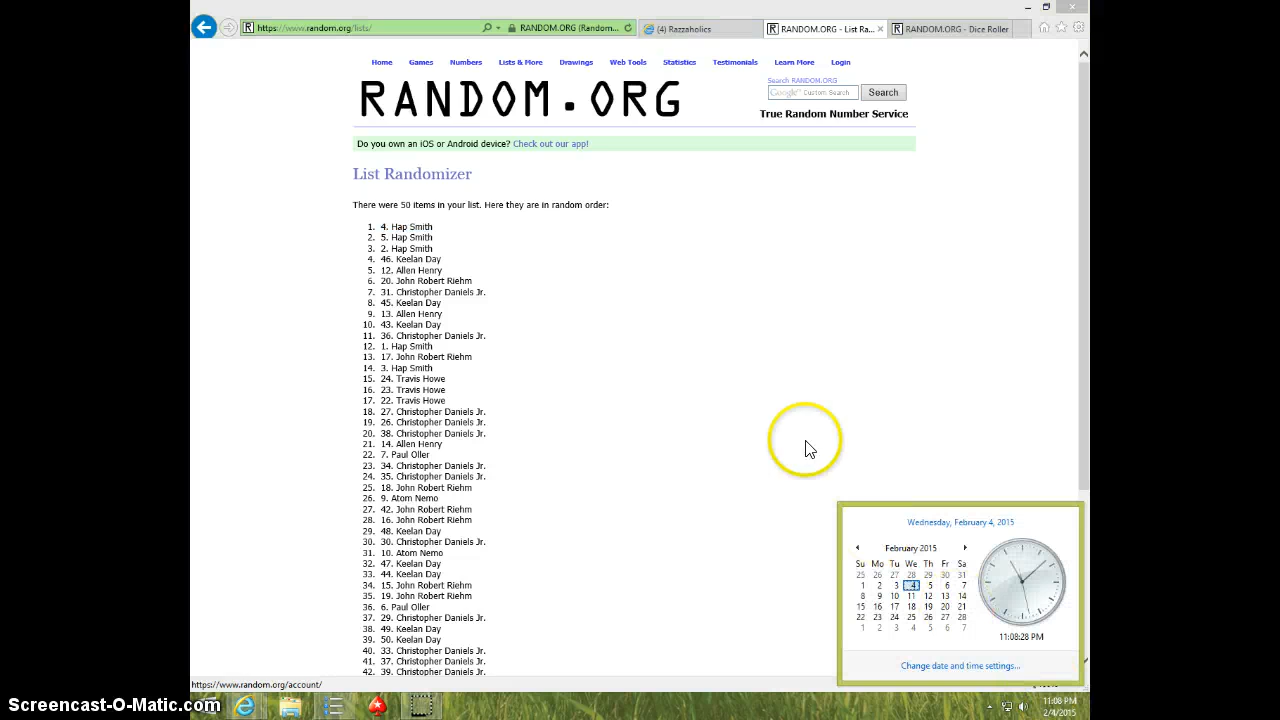 https://www.random.org/lists/
RANDOM.ORG (Random...
(4) Razzaholics
RANDOM.ORG - List Ra...
RANDOM.ORG - Dice Roller
Home Games Numbers Lists & More Drawings Web Tools Statistics Testimonials Learn More Login
RANDOM.ORG
Search RANDOM.ORG
Google™ Custom Search
Search
True Random Number Service
Do you own an iOS or Android device? Check out our app!
List Randomizer
There were 50 items in your list. Here they are in random order:
1. 4. Hap Smith
2. 5. Hap Smith
3. 2. Hap Smith
4. 46. Keelan Day
5. 12. Allen Henry
6. 20. John Robert Riehm
7. 31. Christopher Daniels Jr.
8. 45. Keelan Day
9. 13. Allen Henry
10. 43. Keelan Day
11. 36. Christopher Daniels Jr.
12. 1. Hap Smith
13. 17. John Robert Riehm
14. 3. Hap Smith
15. 24. Travis Howe
16. 23. Travis Howe
17. 22. Travis Howe
18. 27. Christopher Daniels Jr.
19. 26. Christopher Daniels Jr.
20. 38. Christopher Daniels Jr.
21. 14. Allen Henry
22. 7. Paul Oller
23. 34. Christopher Daniels Jr.
24. 35. Christopher Daniels Jr.
25. 18. John Robert Riehm
26. 9. Atom Nemo
27. 42. John Robert Riehm
28. 16. John Robert Riehm
29. 48. Keelan Day
30. 30. Christopher Daniels Jr.
31. 10. Atom Nemo
32. 47. Keelan Day
33. 44. Keelan Day
34. 15. John Robert Riehm
35. 19. John Robert Riehm
36. 6. Paul Oller
37. 29. Christopher Daniels Jr.
38. 49. Keelan Day
39. 50. Keelan Day
40. 33. Christopher Daniels Jr.
41. 37. Christopher Daniels Jr.
42. 39. Christopher Daniels Jr.
Wednesday, February 4, 2015
February 2015
Su Mo Tu We Th Fr Sa
25 26 27 28 29 30 31
1 2 3 4 5 6 7
8 9 10 11 12 13 14
15 16 17 18 19 20 21
22 23 24 25 26 27 28
1 2 3 4 5 6 7
11:08:28 PM
Change date and time settings...
https://www.random.org/account/
11:08 PM
2/4/2015
Screencast-O-Matic.com